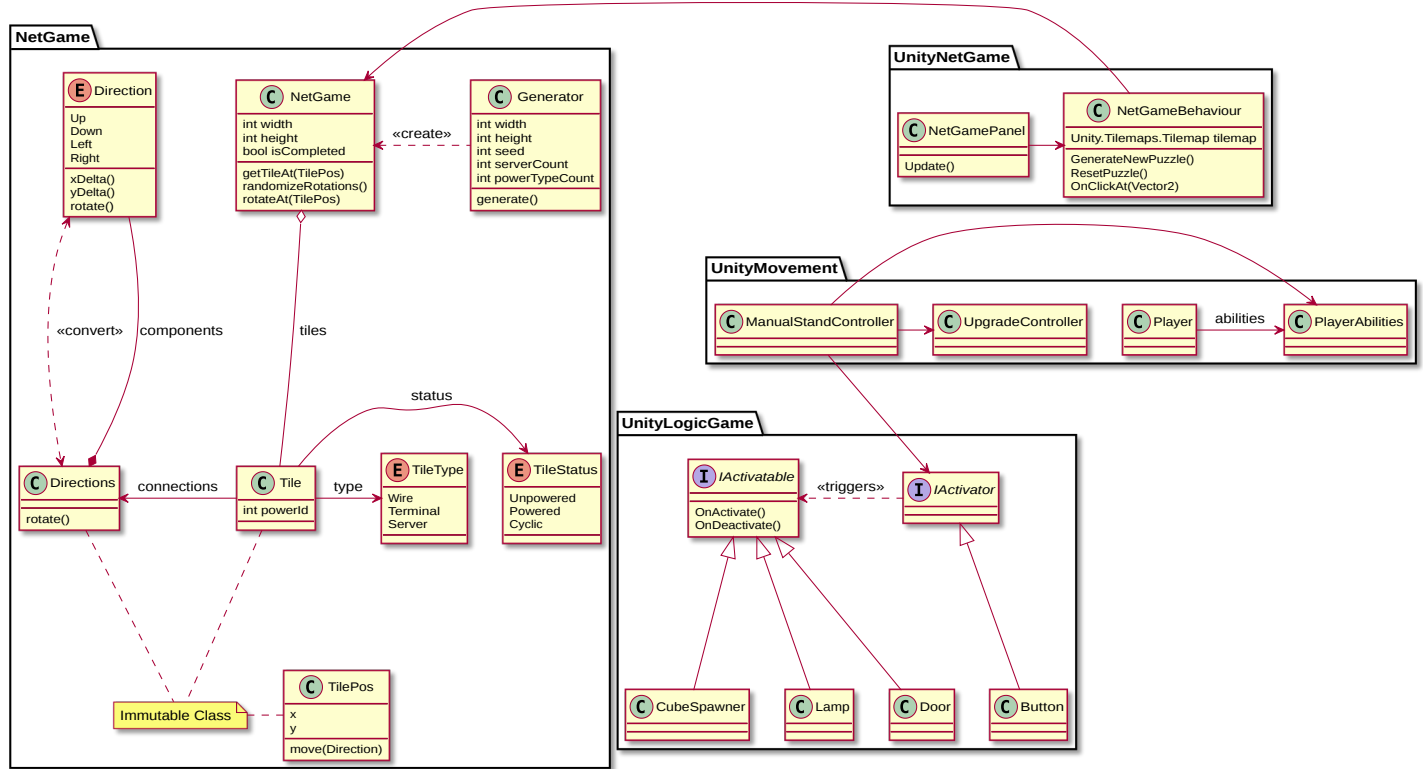 NetGame
E Direction
Up
Down
Left
Right
xDelta()
yDelta()
rotate()
C NetGame
int width
int height
bool isCompleted
getTileAt(TilePos)
randomizeRotations()
rotateAt(TilePos)
«create»
C Generator
int width
int height
int seed
int serverCount
int powerTypeCount
generate()
«convert»
components
tiles
status
C Directions
rotate()
connections
C Tile
int powerId
type
E TileType
Wire
Terminal
Server
E TileStatus
Unpowered
Powered
Cyclic
Immutable Class
C TilePos
x
y
move(Direction)
UnityNetGame
C NetGamePanel
Update()
C NetGameBehaviour
Unity.Tilemaps.Tilemap tilemap
GenerateNewPuzzle()
ResetPuzzle()
OnClickAt(Vector2)
UnityMovement
C ManualStandController
C UpgradeController
C Player
abilities
C PlayerAbilities
UnityLogicGame
I IActivatable
OnActivate()
OnDeactivate()
«triggers»
I IActivator
C CubeSpawner
C Lamp
C Door
C Button